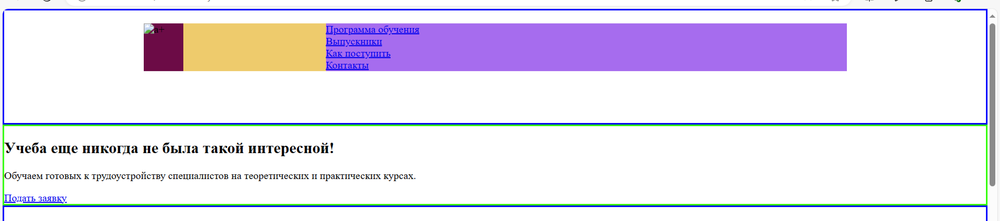 a+
Программа обучения
Выпускники
Как поступить
Контакты
Учеба еще никогда не была такой интересной!
Обучаем готовых к трудоустройству специалистов на теоретических и практических курсах.
Подать заявку